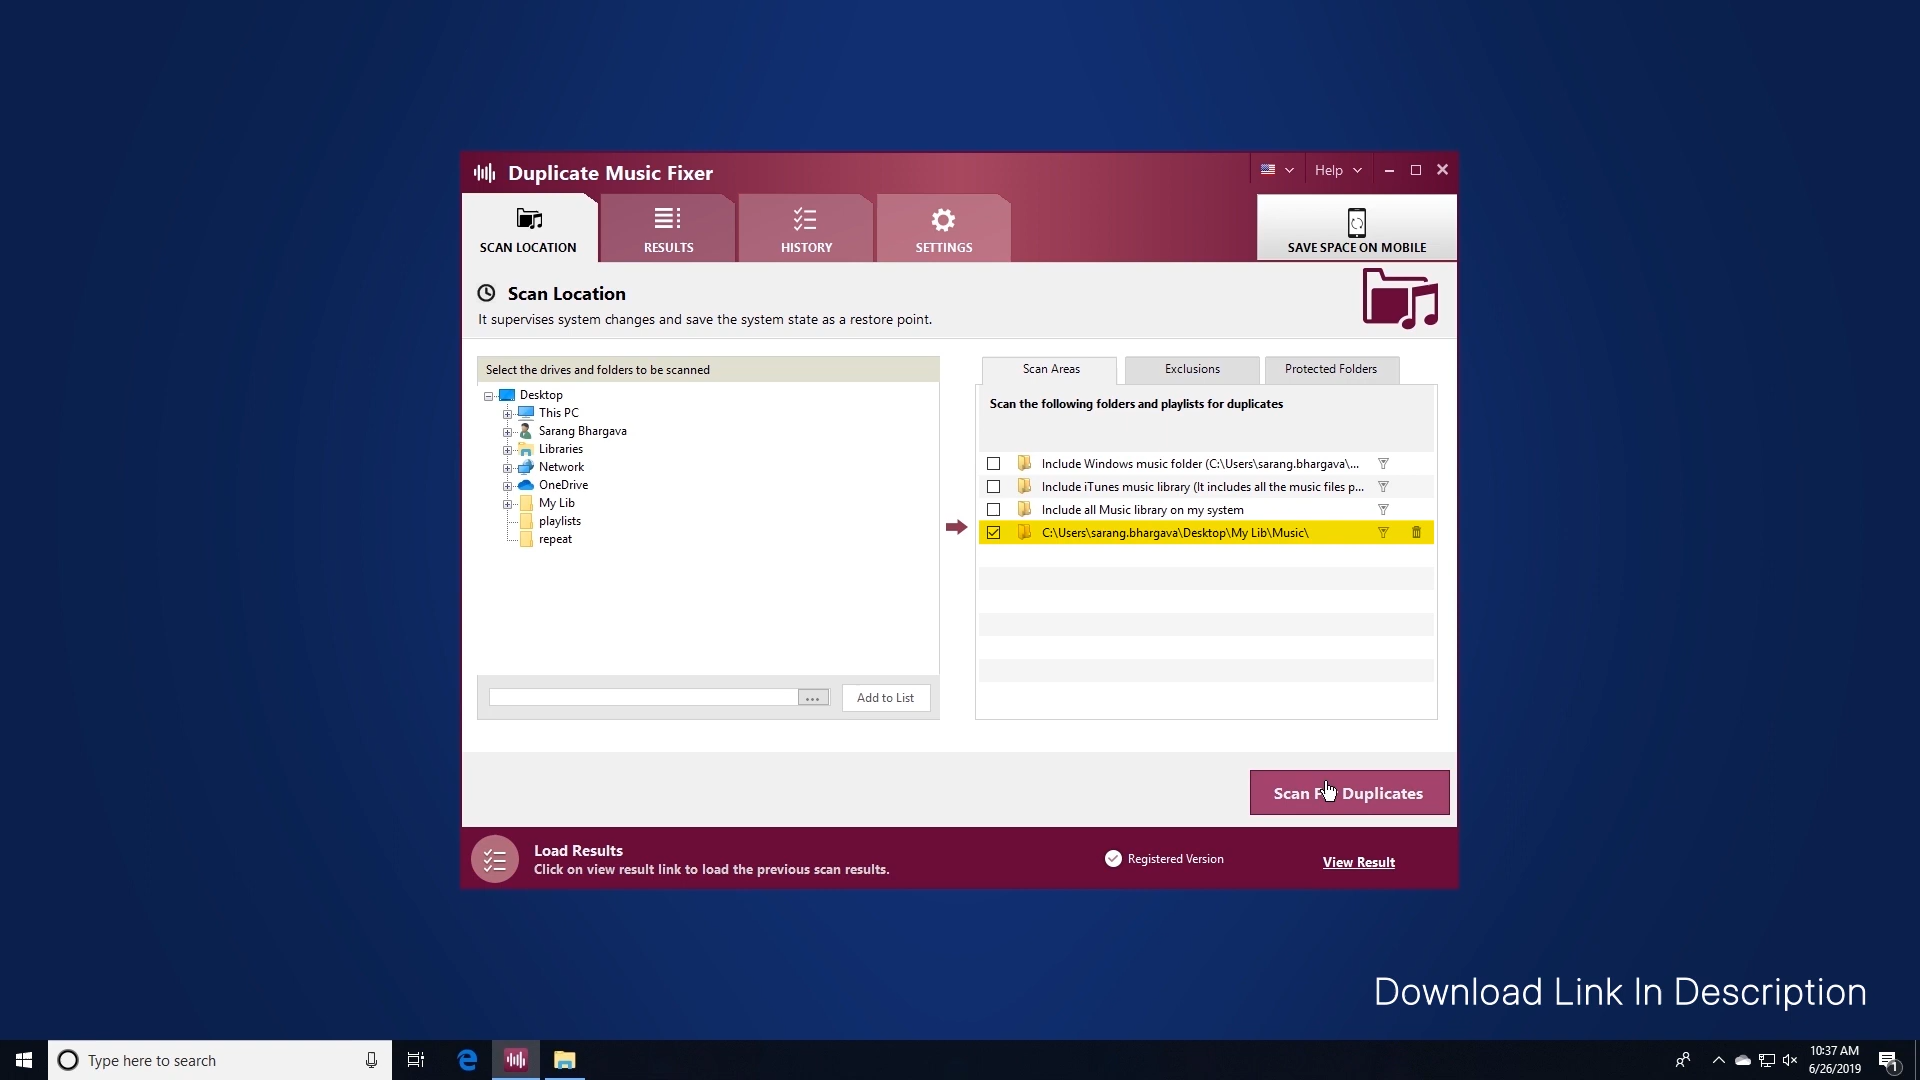 Duplicate Music Fixer
Help
SCAN LOCATION
RESULTS
HISTORY
SETTINGS
SAVE SPACE ON MOBILE
Scan Location
It supervises system changes and save the system state as a restore point.
Select the drives and folders to be scanned
Desktop
This PC
Sarang Bhargava
Libraries
Network
OneDrive
My Lib
playlists
repeat
...
Add to List
Scan Areas
Exclusions
Protected Folders
Scan the following folders and playlists for duplicates
Include Windows music folder (C:\Users\sarang.bhargava\...
Include iTunes music library (It includes all the music files p...
Include all Music library on my system
C:\Users\sarang.bhargava\Desktop\My Lib\Music\
Scan F Duplicates
Load Results
Click on view result link to load the previous scan results.
Registered Version
View Result
Download Link In Description
Type here to search
10:37 AM
6/26/2019
1